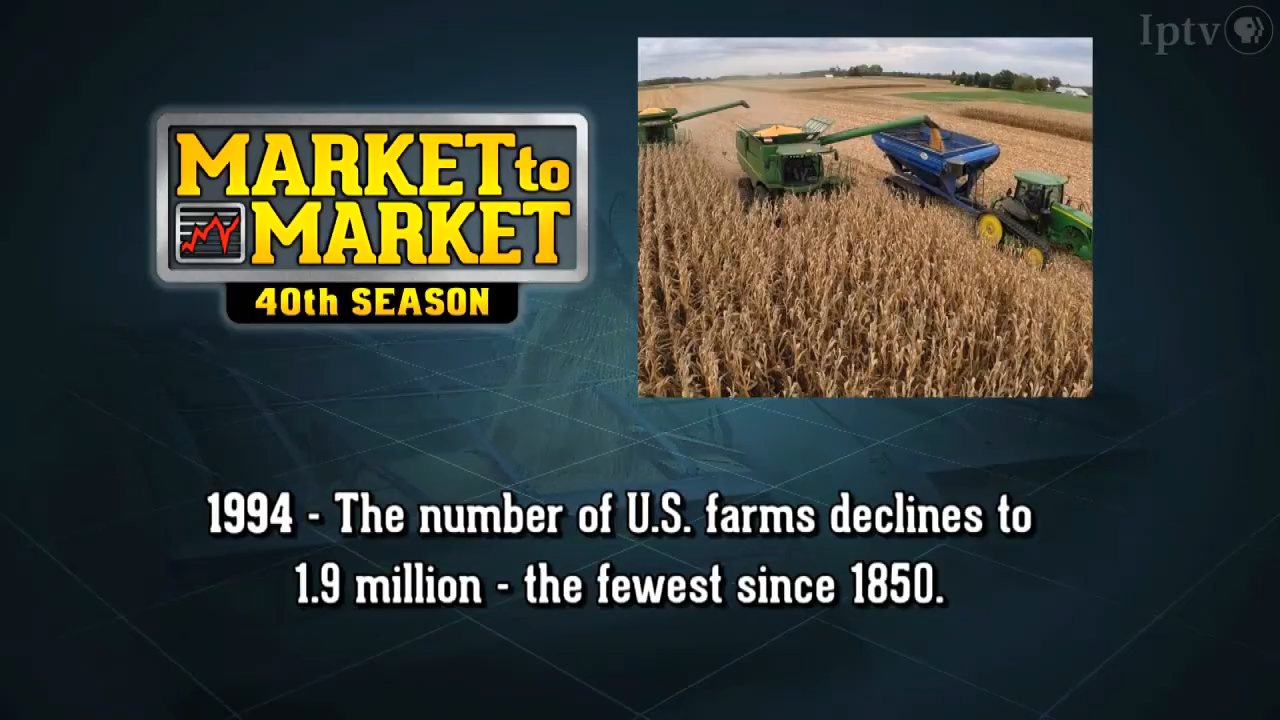 Iptv
MARKET to
MARKET
40th SEASON
1994 - The number of U.S. farms declines to
1.9 million - the fewest since 1850.